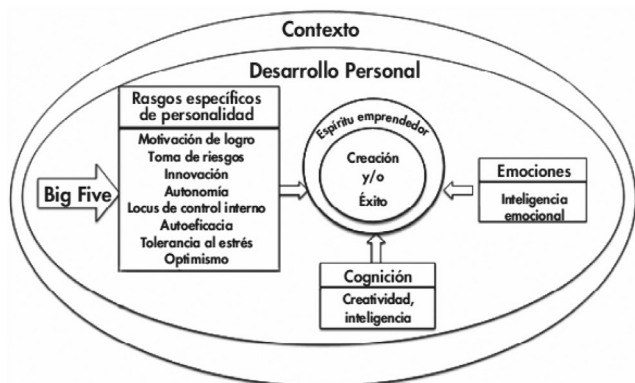 Contexto
Desarrollo Personal
Rasgos específicos
de personalidad
Motivación de logro
Toma de riesgos
Innovación
Autonomía
Locus de control interno
Autoeficacia
Tolerancia al estrés
Optimismo
Big Five
Espíritu emprendedor
Creación
y/o
Éxito
Emociones
Inteligencia
emocional
Cognición
Creatividad,
inteligencia